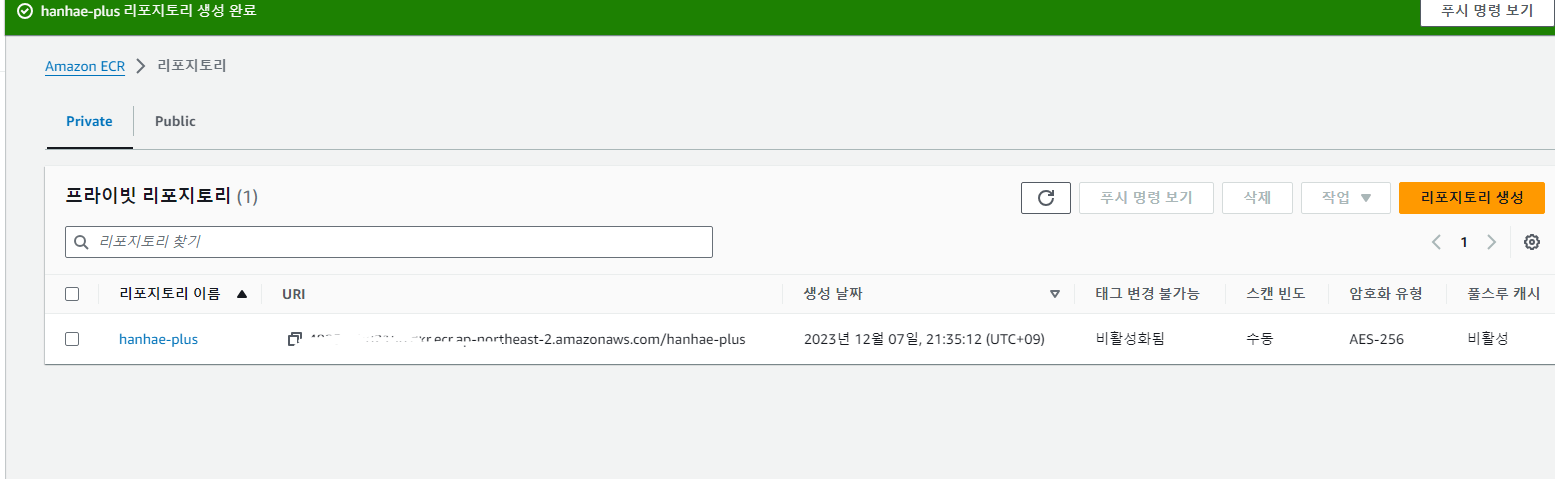 hanhae-plus 리포지토리 생성 완료 푸시 명령 보기
Amazon ECR > 리포지토리
Private Public
프라이빗 리포지토리 (1) 푸시 명령 보기 삭제 작업 리포지토리 생성
리포지토리 찾기 1
리포지토리 이름 URI 생성 날짜 태그 변경 불가능 스캔 빈도 암호화 유형 풀스루 캐시
hanhae-plus .ecr.ap-northeast-2.amazonaws.com/hanhae-plus 2023년 12월 07일, 21:35:12 (UTC+09) 비활성화됨 수동 AES-256 비활성